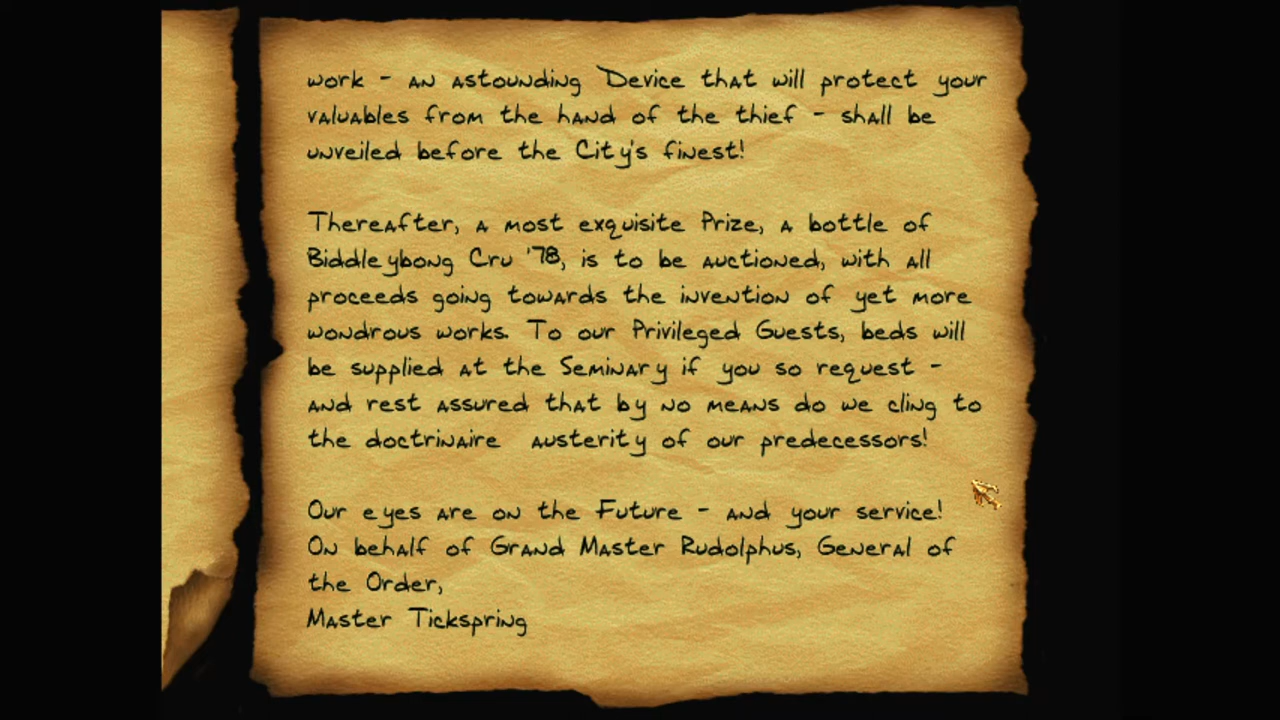 work - an astounding Device that will protect your
valuables from the hand of the thief - shall be
unveiled before the City's finest!
Thereafter, a most exquisite Prize, a bottle of
Biddleybong Cru '78, is to be auctioned, with all
proceeds going towards the invention of yet more
wondrous works. To our Privileged Guests, beds will
be supplied at the Seminary if you so request -
and rest assured that by no means do we cling to
the doctrinaire austerity of our predecessors!
Our eyes are on the Future - and your service!
On behalf of Grand Master Rudolphus, General of
the Order,
Master Tickspring